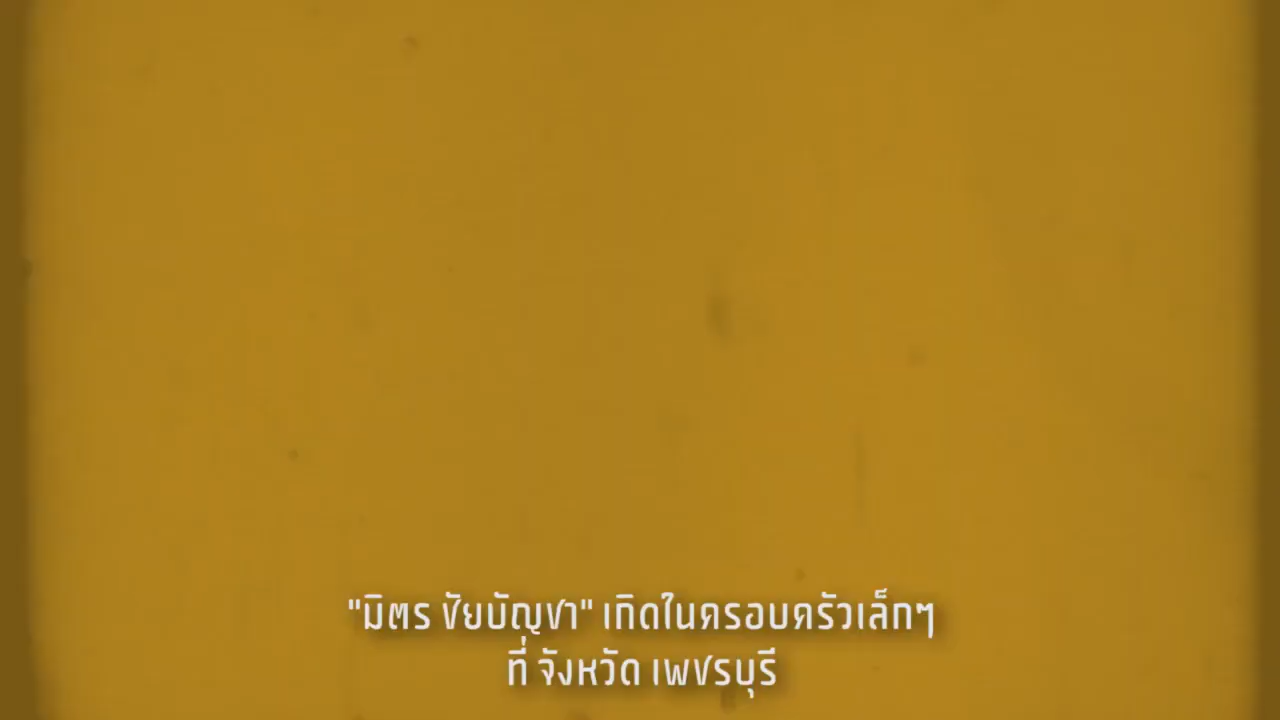 "มิตร ชัยบัญชา" เกิดในครอบครัวเล็กๆ
ที่ จังหวัด เพชรบุรี